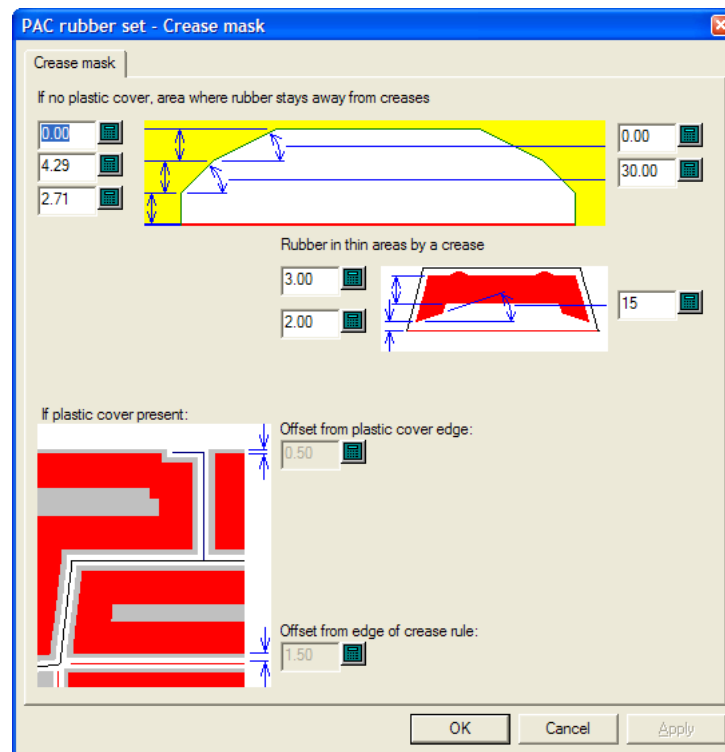 PAC rubber set - Crease mask
Crease mask
If no plastic cover, area where rubber stays away from creases
0.00
0.00
4.29
30.00
2.71
Rubber in thin areas by a crease
3.00
15
2.00
If plastic cover present:
Offset from plastic cover edge:
0.50
Offset from edge of crease rule:
1.50
OK
Cancel
Apply